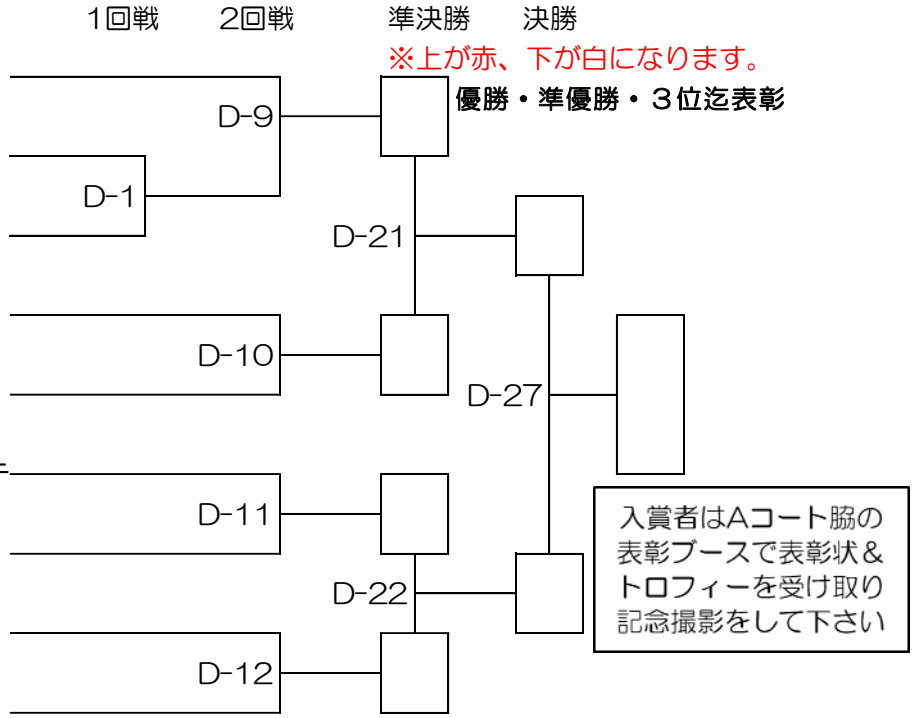 1回戦 2回戦 準決勝 決勝
※上が赤、下が白になります。
優勝・準優勝・３位迄表彰
D-9
D-1
D-21
D-10
D-27
D-11
入賞者はAコート脇の
表彰ブースで表彰状＆
トロフィーを受け取り
記念撮影をして下さい
D-22
D-12